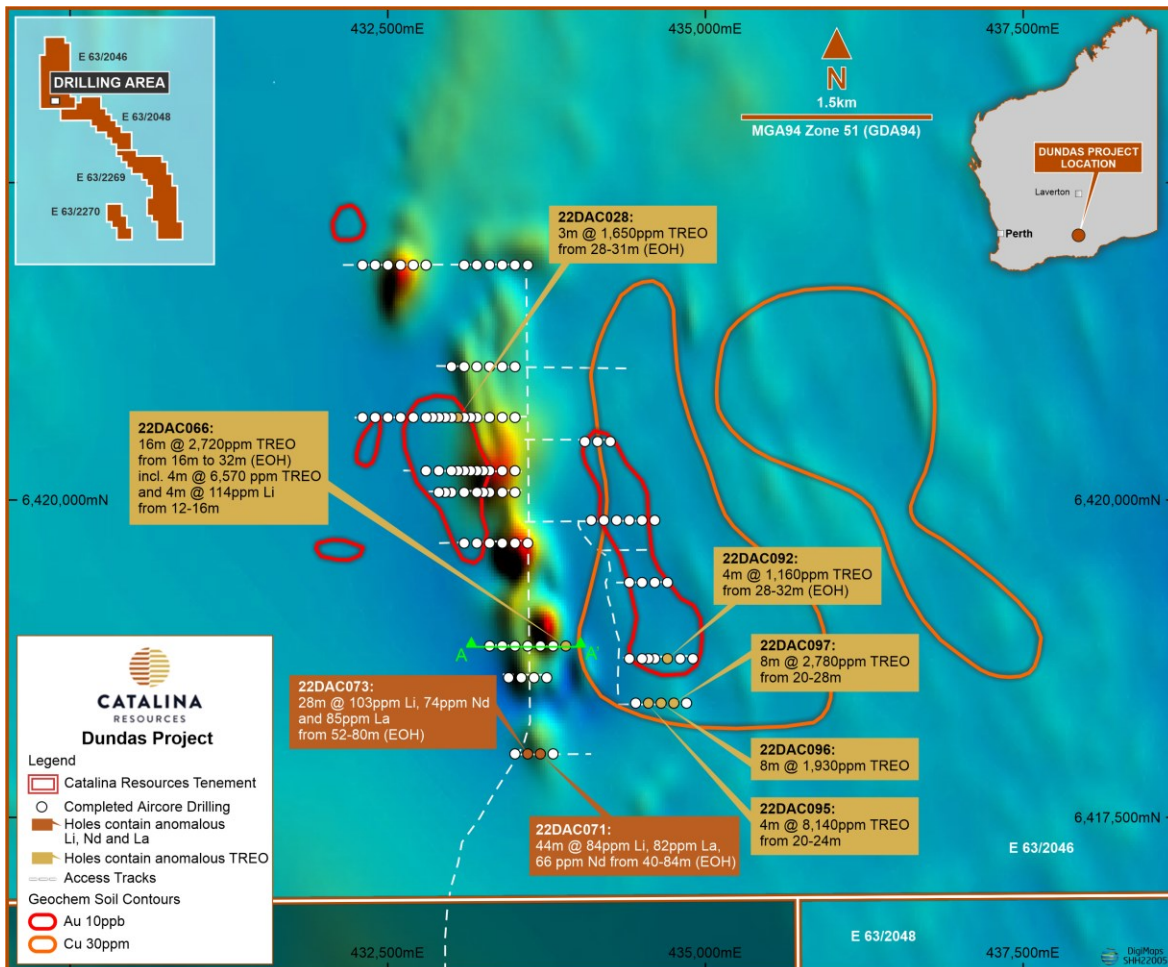 432,500mE
435,000mE
437,500mE
E 63/2046
DRILLING AREA
E 63/2048
E 63/2269
E 63/2270
N
1.5km
MGA94 Zone 51 (GDA94)
DUNDAS PROJECT
LOCATION
Laverton
Perth
22DAC028:
3m @ 1,650ppm TREO
from 28-31m (EOH)
22DAC066:
16m @ 2,720ppm TREO
from 16m to 32m (EOH)
incl. 4m @ 6,570 ppm TREO
and 4m @ 114ppm Li
from 12-16m
6,420,000mN
6,420,000mN
22DAC092:
4m @ 1,160ppm TREO
from 28-32m (EOH)
A
A'
22DAC097:
8m @ 2,780ppm TREO
from 20-28m
22DAC073:
28m @ 103ppm Li, 74ppm Nd
and 85ppm La
from 52-80m (EOH)
22DAC096:
8m @ 1,930ppm TREO
22DAC095:
4m @ 8,140ppm TREO
from 20-24m
22DAC071:
44m @ 84ppm Li, 82ppm La,
66 ppm Nd from 40-84m (EOH)
6,417,500mN
E 63/2046
CATALINA
RESOURCES
Dundas Project
Legend
Catalina Resources Tenement
Completed Aircore Drilling
Holes contain anomalous
Li, Nd and La
Holes contain anomalous TREO
Access Tracks
Geochem Soil Contours
Au 10ppb
Cu 30ppm
E 63/2048
432,500mE
435,000mE
437,500mE
DigiMaps
SHH22005